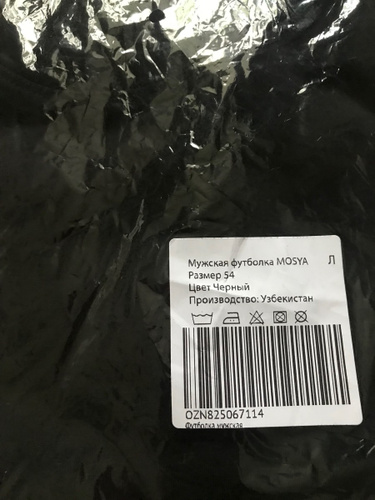 Мужская футболка MOSYA Л
Размер 54
Цвет Черный
Производство: Узбекистан
OZN825067114
Футболка мужская